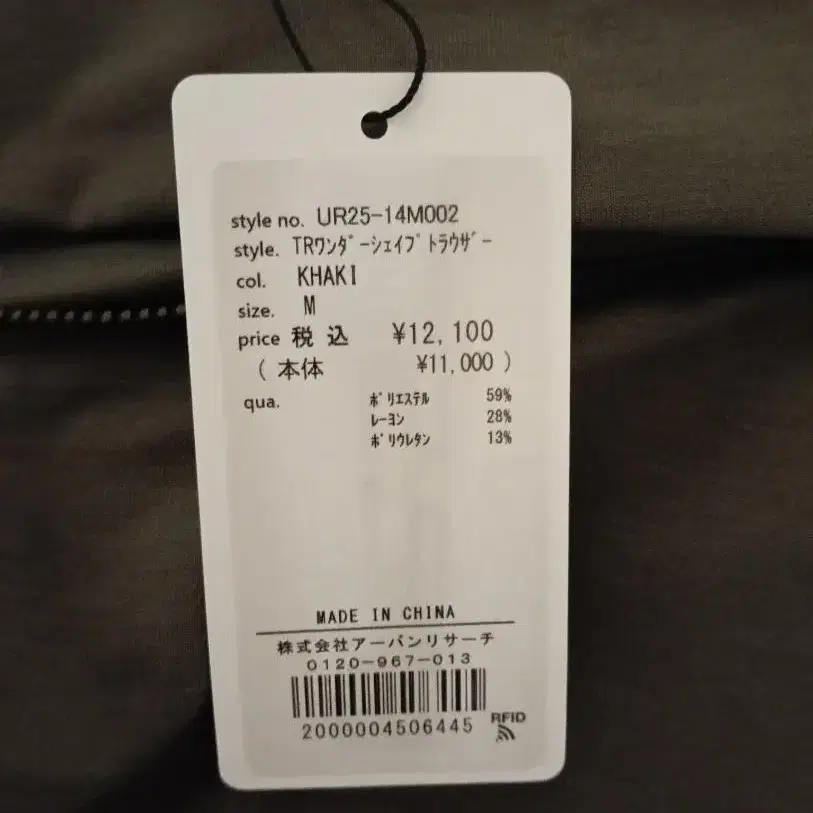 style no. UR25-14M002
style. TRﾜﾝﾀﾞｰｼｪｲﾌﾟﾄﾗｳｻﾞｰ
col. KHAKI
size. M
price 税 込 ¥12,100
( 本体 ¥11,000 )
qua. ﾎﾟﾘｴｽﾃﾙ 59%
ﾚｰﾖﾝ 28%
ﾎﾟﾘｳﾚﾀﾝ 13%
MADE IN CHINA
株式会社アーバンリサーチ
0120-967-013
2000004506445 RFID